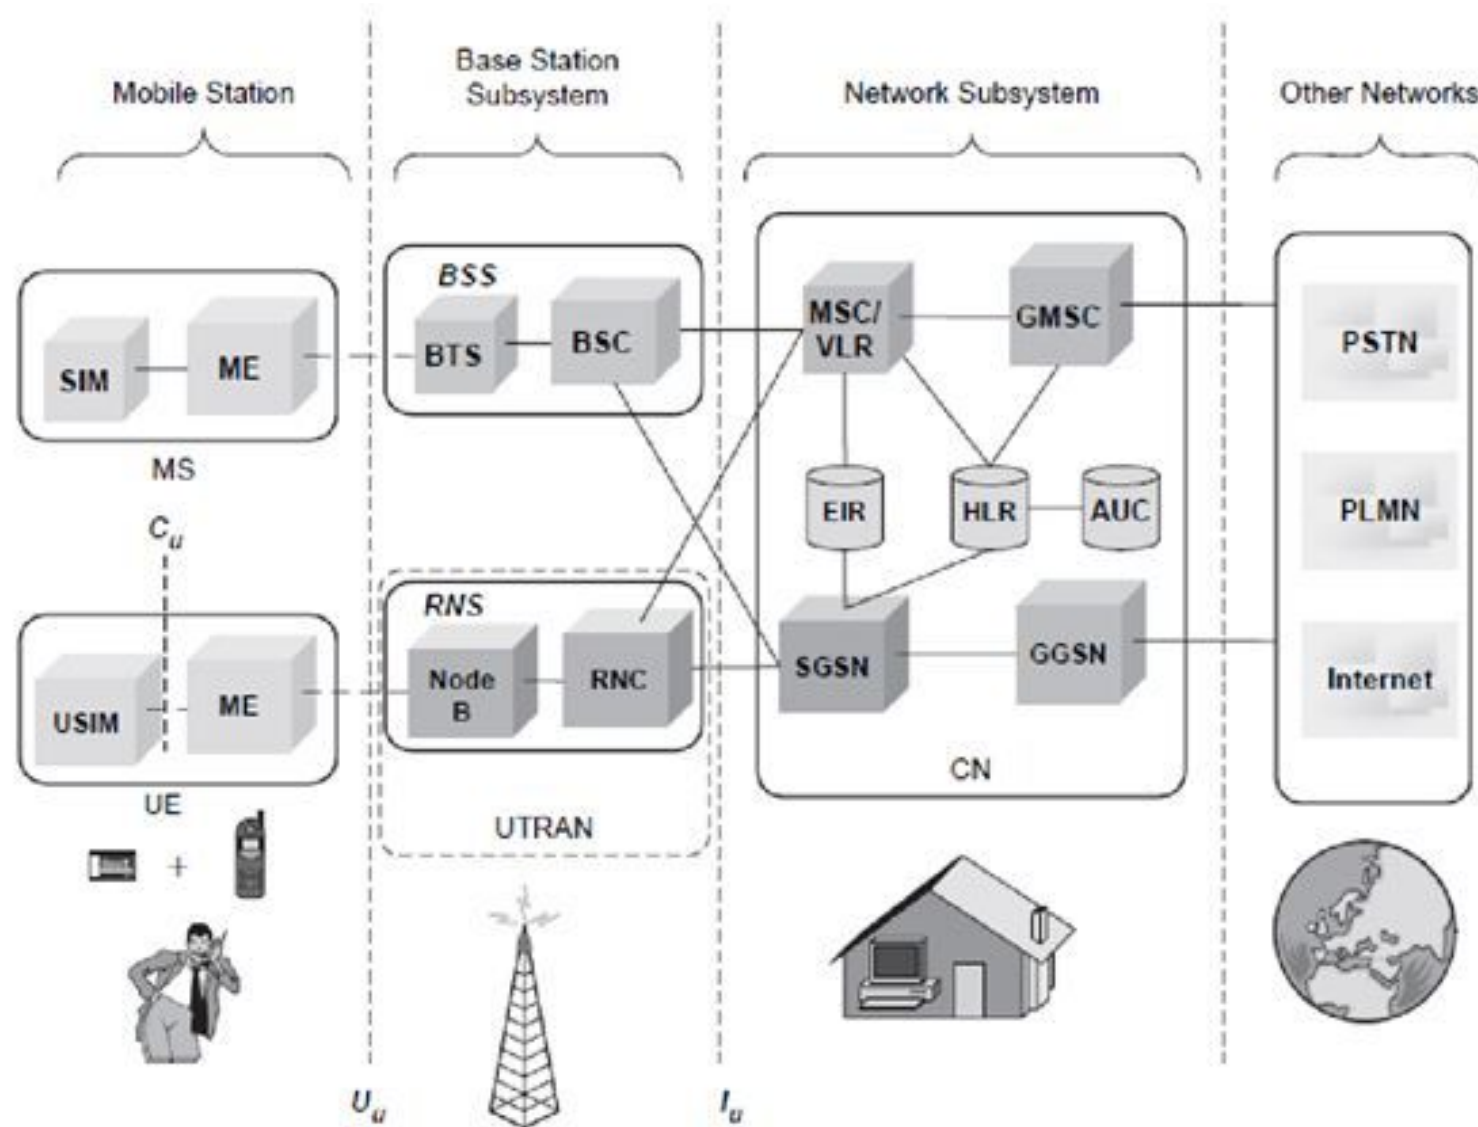 Mobile Station
Base Station
Subsystem
Network Subsystem
Other Networks
SIM
ME
MS
BSS
BTS
BSC
MSC/
VLR
GMSC
EIR
HLR
AUC
PSTN
PLMN
Internet
Cu
USIM
ME
UE
+
RNS
Node
B
RNC
UTRAN
SGSN
GGSN
CN
Uu
Iu